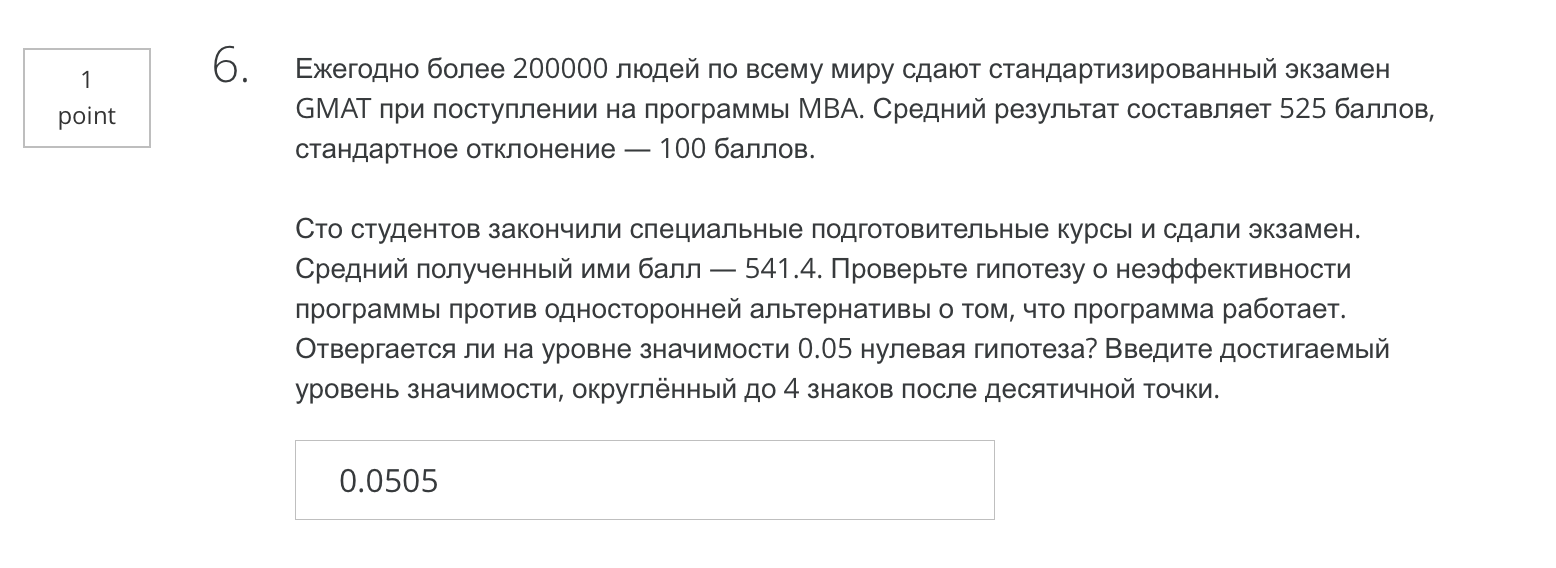 1
point
6.
Ежегодно более 200000 людей по всему миру сдают стандартизированный экзамен
GMAT при поступлении на программы MBA. Средний результат составляет 525 баллов,
стандартное отклонение — 100 баллов.
Сто студентов закончили специальные подготовительные курсы и сдали экзамен.
Средний полученный ими балл — 541.4. Проверьте гипотезу о неэффективности
программы против односторонней альтернативы о том, что программа работает.
Отвергается ли на уровне значимости 0.05 нулевая гипотеза? Введите достигаемый
уровень значимости, округлённый до 4 знаков после десятичной точки.
0.0505